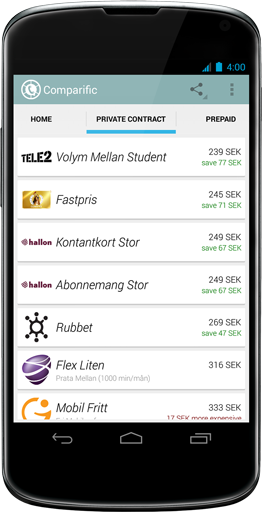 4:00
Comparific
HOME PRIVATE CONTRACT PREPAID
TELE2 Volym Mellan Student 239 SEK
save 77 SEK
Fastpris 245 SEK
save 71 SEK
hallon Kontantkort Stor 249 SEK
save 67 SEK
hallon Abonnemang Stor 249 SEK
save 67 SEK
Rubbet 269 SEK
save 47 SEK
Flex Liten 316 SEK
Prata Mellan (1000 min/mån)
Mobil Fritt 333 SEK
17 SEK more expensive